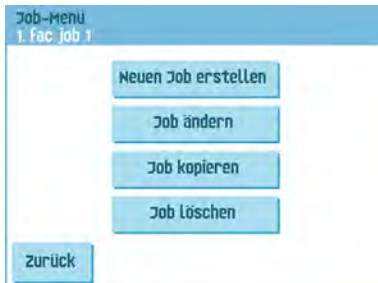 Job-Menü
1. Fac job 1
Neuen Job erstellen
Job ändern
Job kopieren
Job löschen
Zurück